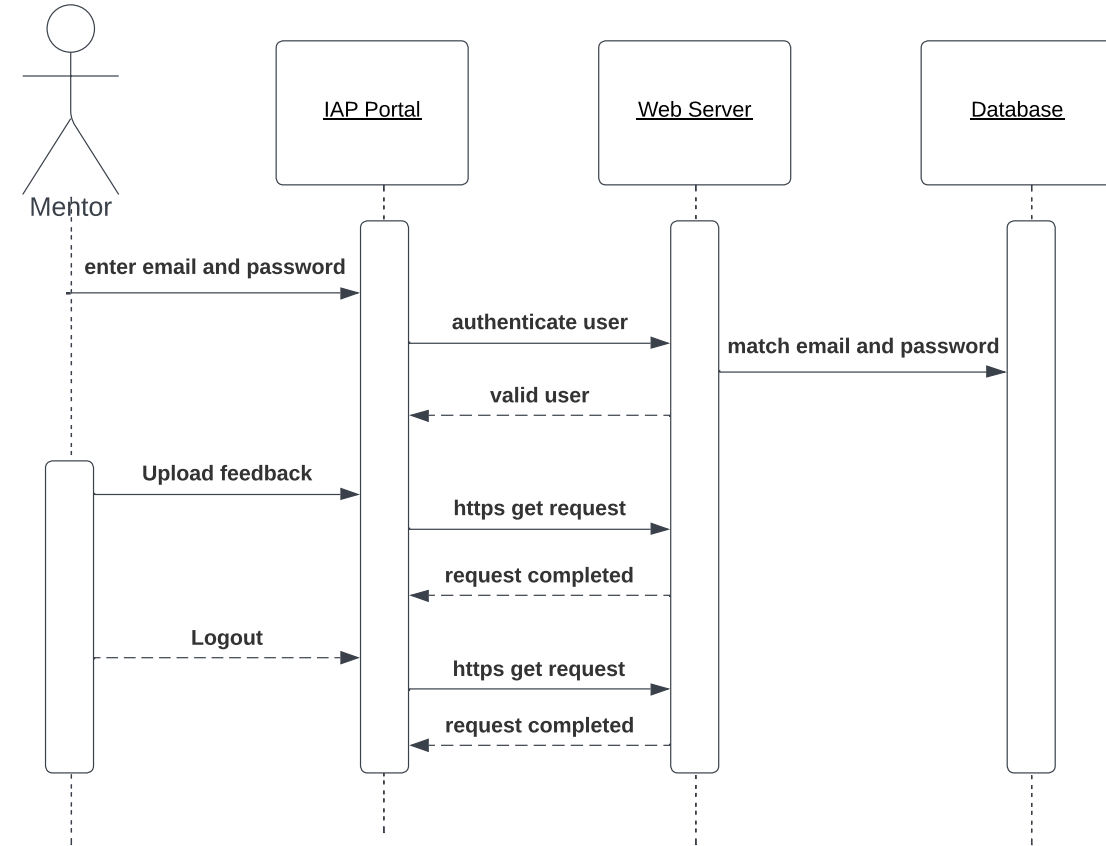 IAP Portal
Web Server
Database
Mentor
enter email and password
authenticate user
match email and password
valid user
Upload feedback
https get request
request completed
Logout
https get request
request completed